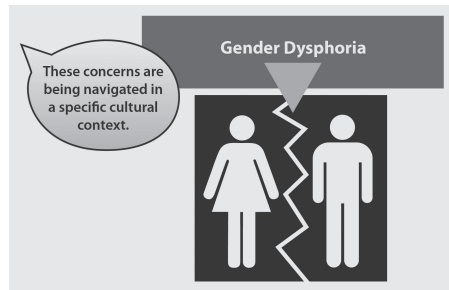 Gender Dysphoria
These concerns are
being navigated in
a specific cultural
context.